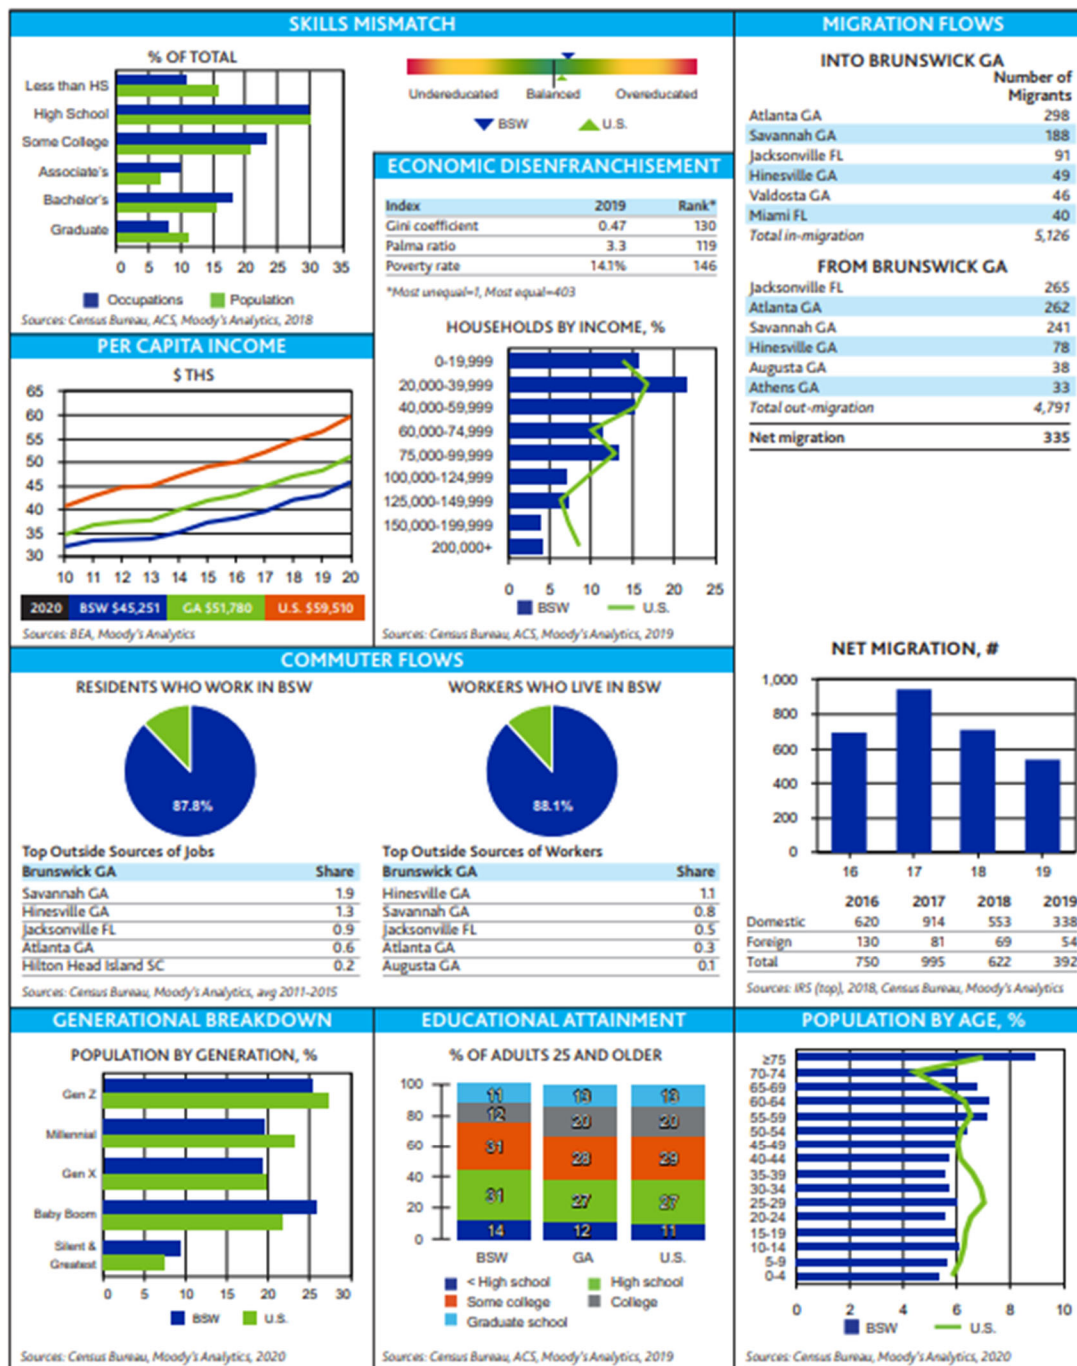 SKILLS MISMATCH
% OF TOTAL
Less than HS
High School
Some College
Associate's
Bachelor's
Graduate
0 5 10 15 20 25 30 35
Occupations Population
Sources: Census Bureau, ACS, Moody's Analytics, 2018
Undereducated Balanced Overeducated
BSW U.S.
ECONOMIC DISENFRANCHISEMENT
Index 2019 Rank*
Gini coefficient 0.47 130
Palma ratio 3.3 119
Poverty rate 14.1% 146
*Most unequal=1, Most equal=403
HOUSEHOLDS BY INCOME, %
0-19,999
20,000-39,999
40,000-59,999
60,000-74,999
75,000-99,999
100,000-124,999
125,000-149,999
150,000-199,999
200,000+
0 5 10 15 20 25
BSW U.S.
Sources: Census Bureau, ACS, Moody's Analytics, 2019
PER CAPITA INCOME
$ THS
65
60
55
50
45
40
35
30
10 11 12 13 14 15 16 17 18 19 20
2020 BSW $45,251 GA $51,780 U.S. $59,510
Sources: BEA, Moody's Analytics
MIGRATION FLOWS
INTO BRUNSWICK GA
Number of
Migrants
Atlanta GA 298
Savannah GA 188
Jacksonville FL 91
Hinesville GA 49
Valdosta GA 46
Miami FL 40
Total in-migration 5,126
FROM BRUNSWICK GA
Jacksonville FL 265
Atlanta GA 262
Savannah GA 241
Hinesville GA 78
Augusta GA 38
Athens GA 33
Total out-migration 4,791
Net migration 335
NET MIGRATION, #
1,000
800
600
400
200
0
16 17 18 19
2016 2017 2018 2019
Domestic 620 914 553 338
Foreign 130 81 69 54
Total 750 995 622 392
Sources: IRS (top), 2018, Census Bureau, Moody's Analytics
COMMUTER FLOWS
RESIDENTS WHO WORK IN BSW
87.8%
Top Outside Sources of Jobs
Brunswick GA Share
Savannah GA 1.9
Hinesville GA 1.3
Jacksonville FL 0.9
Atlanta GA 0.6
Hilton Head Island SC 0.2
Sources: Census Bureau, Moody's Analytics, avg 2011-2015
WORKERS WHO LIVE IN BSW
88.1%
Top Outside Sources of Workers
Brunswick GA Share
Hinesville GA 1.1
Savannah GA 0.8
Jacksonville FL 0.5
Atlanta GA 0.3
Augusta GA 0.1
GENERATIONAL BREAKDOWN
POPULATION BY GENERATION, %
Gen Z
Millennial
Gen X
Baby Boom
Silent &
Greatest
0 5 10 15 20 25 30
BSW U.S.
Sources: Census Bureau, Moody's Analytics, 2020
EDUCATIONAL ATTAINMENT
% OF ADULTS 25 AND OLDER
100
80
60
40
20
0
11 13 13
12 20 20
31 28 29
31 27 27
14 12 11
BSW GA U.S.
< High school High school
Some college College
Graduate school
Sources: Census Bureau, ACS, Moody's Analytics, 2019
POPULATION BY AGE, %
≥75
70-74
65-69
60-64
55-59
50-54
45-49
40-44
35-39
30-34
25-29
20-24
15-19
10-14
5-9
0-4
0 2 4 6 8 10
BSW U.S.
Sources: Census Bureau, Moody's Analytics, 2020